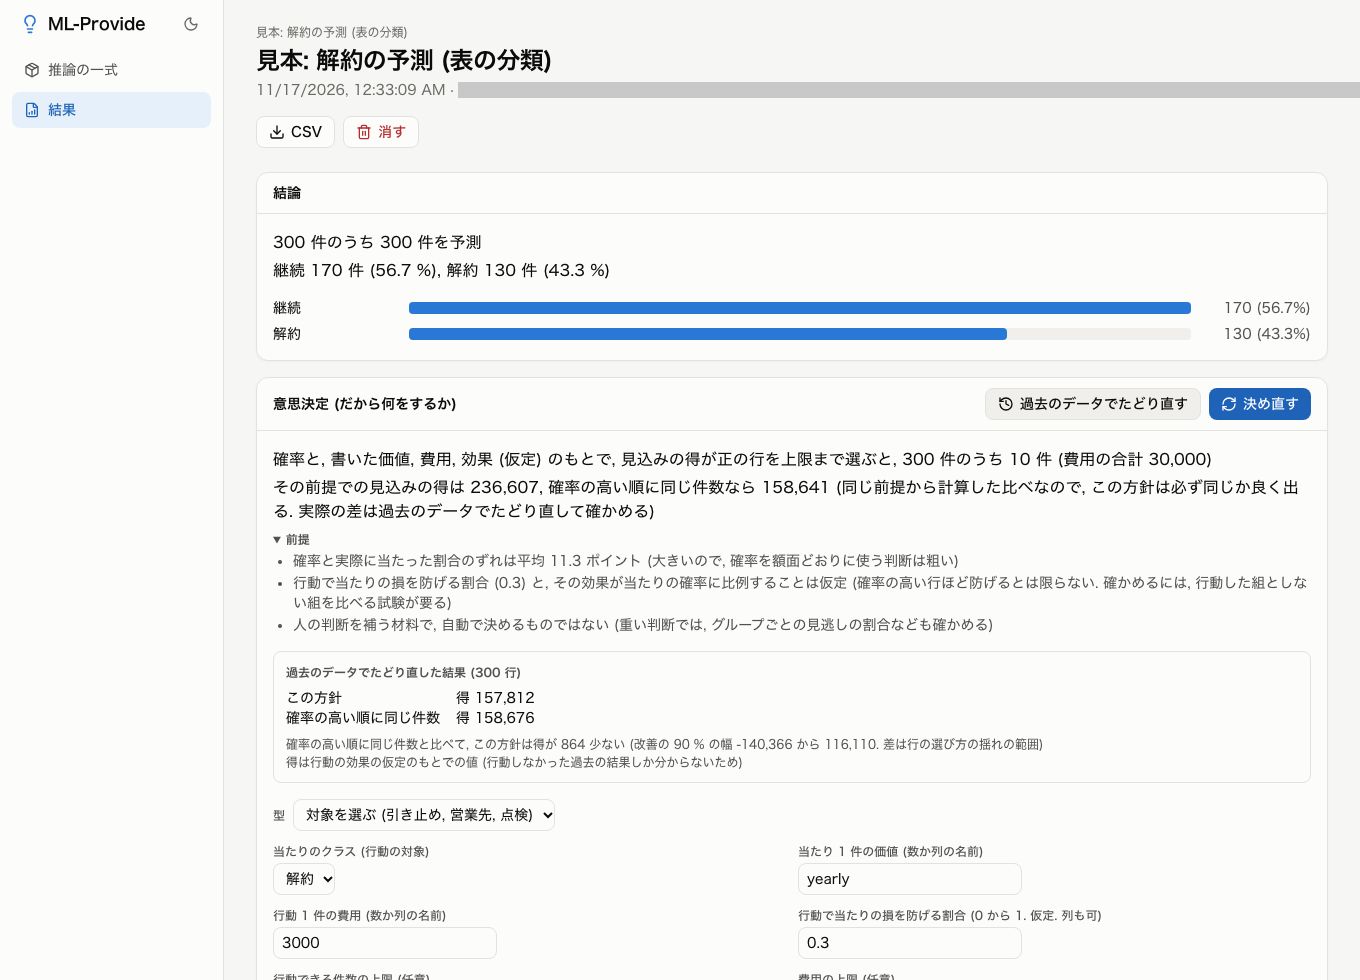 ML-Provide
推論の一式
結果
見本: 解約の予測 (表の分類)
見本: 解約の予測 (表の分類)
11/17/2026, 12:33:09 AM ·
CSV
消す
結論
300 件のうち 300 件を予測
継続 170 件 (56.7 %), 解約 130 件 (43.3 %)
継続 170 (56.7%)
解約 130 (43.3%)
意思決定 (だから何をするか)
過去のデータでたどり直す
決め直す
確率と, 書いた価値, 費用, 効果 (仮定) のもとで, 見込みの得が正の行を上限まで選ぶと, 300 件のうち 10 件 (費用の合計 30,000)
その前提での見込みの得は 236,607, 確率の高い順に同じ件数なら 158,641 (同じ前提から計算した比べなので, この方針は必ず同じか良く出
る. 実際の差は過去のデータでたどり直して確かめる)
▼ 前提
• 確率と実際に当たった割合のずれは平均 11.3 ポイント (大きいので, 確率を額面どおりに使う判断は粗い)
• 行動で当たりの損を防げる割合 (0.3) と, その効果が当たりの確率に比例することは仮定 (確率の高い行ほど防げるとは限らない. 確かめるには, 行動した組としな
い組を比べる試験が要る)
• 人の判断を補う材料で, 自動で決めるものではない (重い判断では, グループごとの見逃しの割合なども確かめる)
過去のデータでたどり直した結果 (300 行)
この方針 得 157,812
確率の高い順に同じ件数 得 158,676
確率の高い順に同じ件数と比べて, この方針は得が 864 少ない (改善の 90 % の幅 -140,366 から 116,110. 差は行の選び方の揺れの範囲)
得は行動の効果の仮定のもとでの値 (行動しなかった過去の結果しか分からないため)
型 対象を選ぶ (引き止め, 営業先, 点検)
当たりのクラス (行動の対象)
解約
当たり 1 件の価値 (数か列の名前)
yearly
行動 1 件の費用 (数か列の名前)
3000
行動で当たりの損を防げる割合 (0 から 1. 仮定. 列も可)
0.3
行動できる件数の上限 (任意)
費用の上限 (任意)